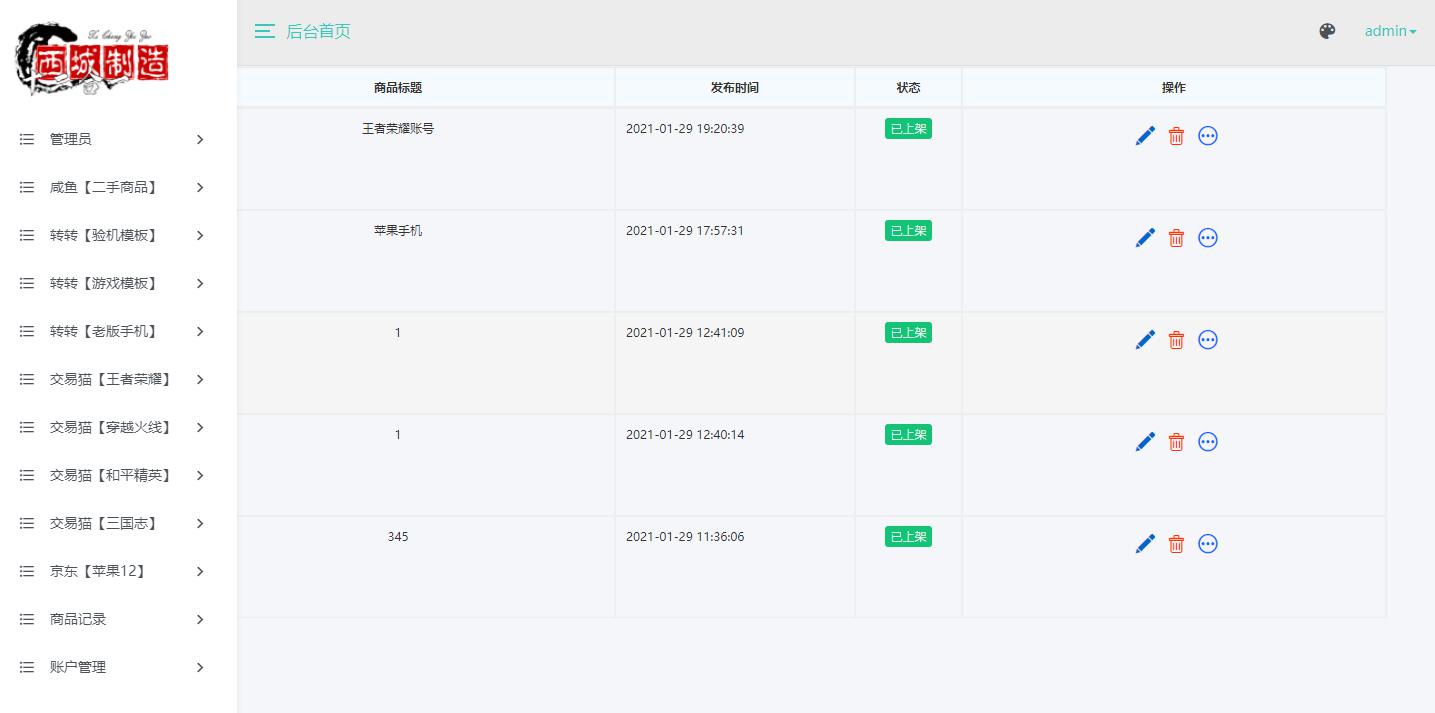 Xi Cheng Zhi Zao
西城制造
后台首页
admin
管理员
咸鱼【二手商品】
转转【验机模板】
转转【游戏模板】
转转【老版手机】
交易猫【王者荣耀】
交易猫【穿越火线】
交易猫【和平精英】
交易猫【三国志】
京东【苹果12】
商品记录
账户管理
商品标题 发布时间 状态 操作
王者荣耀账号 2021-01-29 19:20:39 已上架
苹果手机 2021-01-29 17:57:31 已上架
1 2021-01-29 12:41:09 已上架
1 2021-01-29 12:40:14 已上架
345 2021-01-29 11:36:06 已上架